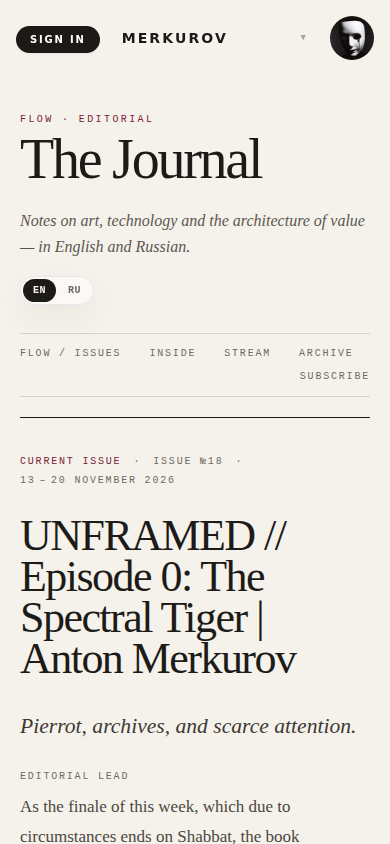 SIGN IN
MERKUROV
▼
FLOW · EDITORIAL
The Journal
Notes on art, technology and the architecture of value
— in English and Russian.
EN RU
FLOW / ISSUES INSIDE STREAM ARCHIVE
SUBSCRIBE
CURRENT ISSUE · ISSUE №18 ·
13 – 20 NOVEMBER 2026
UNFRAMED //
Episode 0: The
Spectral Tiger |
Anton Merkurov
Pierrot, archives, and scarce attention.
EDITORIAL LEAD
As the finale of this week, which due to
circumstances ends on Shabbat, the book